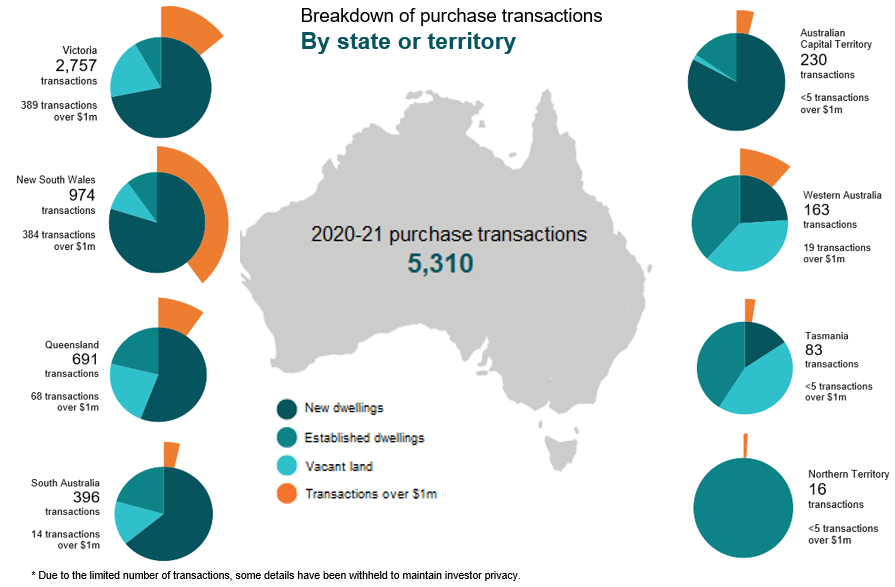 Breakdown of purchase transactions
By state or territory
Victoria
2,757
transactions
389 transactions
over $1m
New South Wales
974
transactions
384 transactions
over $1m
Queensland
691
transactions
68 transactions
over $1m
South Australia
396
transactions
14 transactions
over $1m
2020-21 purchase transactions
5,310
New dwellings
Established dwellings
Vacant land
Transactions over $1m
Australian
Capital Territory
230
transactions
<5 transactions
over $1m
Western Australia
163
transactions
19 transactions
over $1m
Tasmania
83
transactions
<5 transactions
over $1m
Northern Territory
16
transactions
<5 transactions
over $1m
* Due to the limited number of transactions, some details have been withheld to maintain investor privacy.